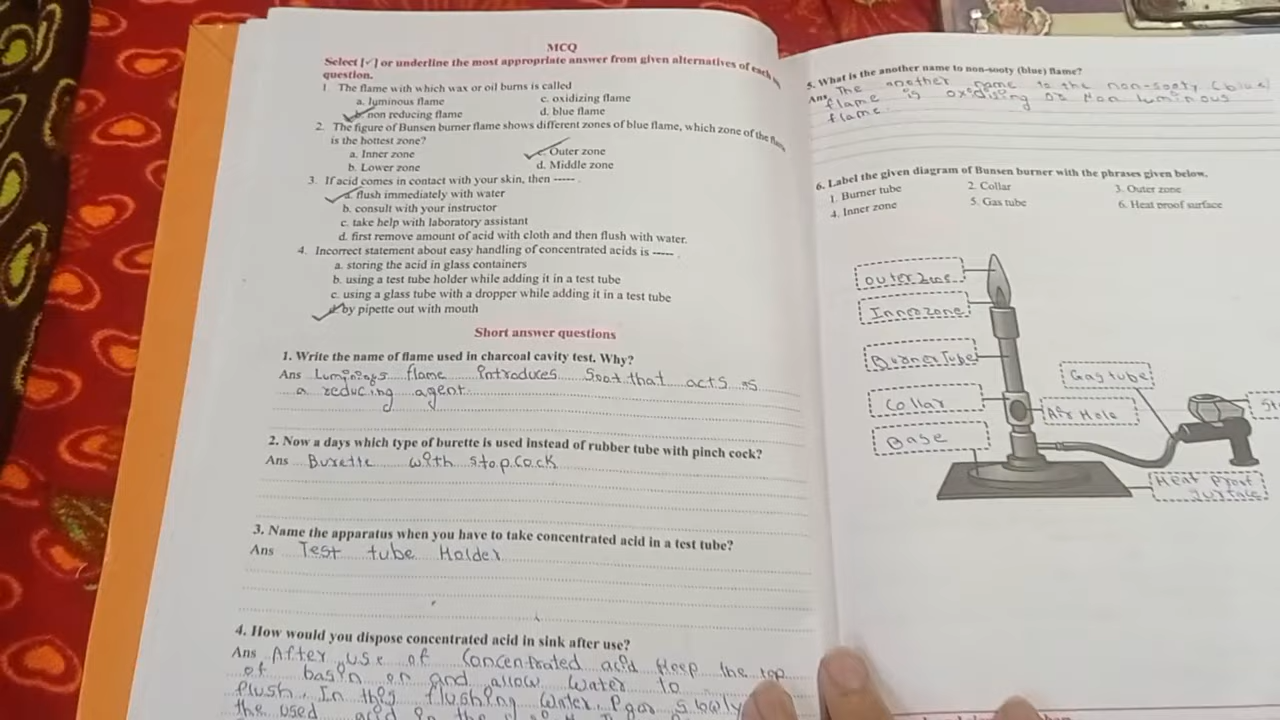 MCQ
Select [✓] or underline the most appropriate answer from given alternatives of each
question.
1. The flame with which wax or oil burns is called
a. luminous flame c. oxidizing flame
b. non reducing flame d. blue flame
2. The figure of Bunsen burner flame shows different zones of blue flame, which zone of the flame
is the hottest zone?
a. Inner zone c. Outer zone
b. Lower zone d. Middle zone
3. If acid comes in contact with your skin, then ----- .
a. flush immediately with water
b. consult with your instructor
c. take help with laboratory assistant
d. first remove amount of acid with cloth and then flush with water.
4. Incorrect statement about easy handling of concentrated acids is ----- .
a. storing the acid in glass containers
b. using a test tube holder while adding it in a test tube
c. using a glass tube with a dropper while adding it in a test tube
d. by pipette out with mouth
Short answer questions
1. Write the name of flame used in charcoal cavity test. Why?
Ans flame introduces Soot that acts as
a reducing agent.
2. Now a days which type of burette is used instead of rubber tube with pinch cock?
Ans Burette with stop cock
3. Name the apparatus when you have to take concentrated acid in a test tube?
Ans Test tube Holder
4. How would you dispose concentrated acid in sink after use?
Ans After use of concentrated acid keep the tap
of basin on and allow water to
flush. In this flushing water, Pour slowly
the used acid in the
5. What is the another name to non-sooty (blue) flame?
Ans The another name to the non-sooty (blue)
flame is oxidizing or Non luminous
flame.
6. Label the given diagram of Bunsen burner with the phrases given below.
1. Burner tube 2. Collar 3. Outer zone
4. Inner zone 5. Gas tube 6. Heat proof surface
Outer Zone
Inner zone
Burner Tube
Gas tube
Collar
Air Hole
Base
Heat Proof
Surface